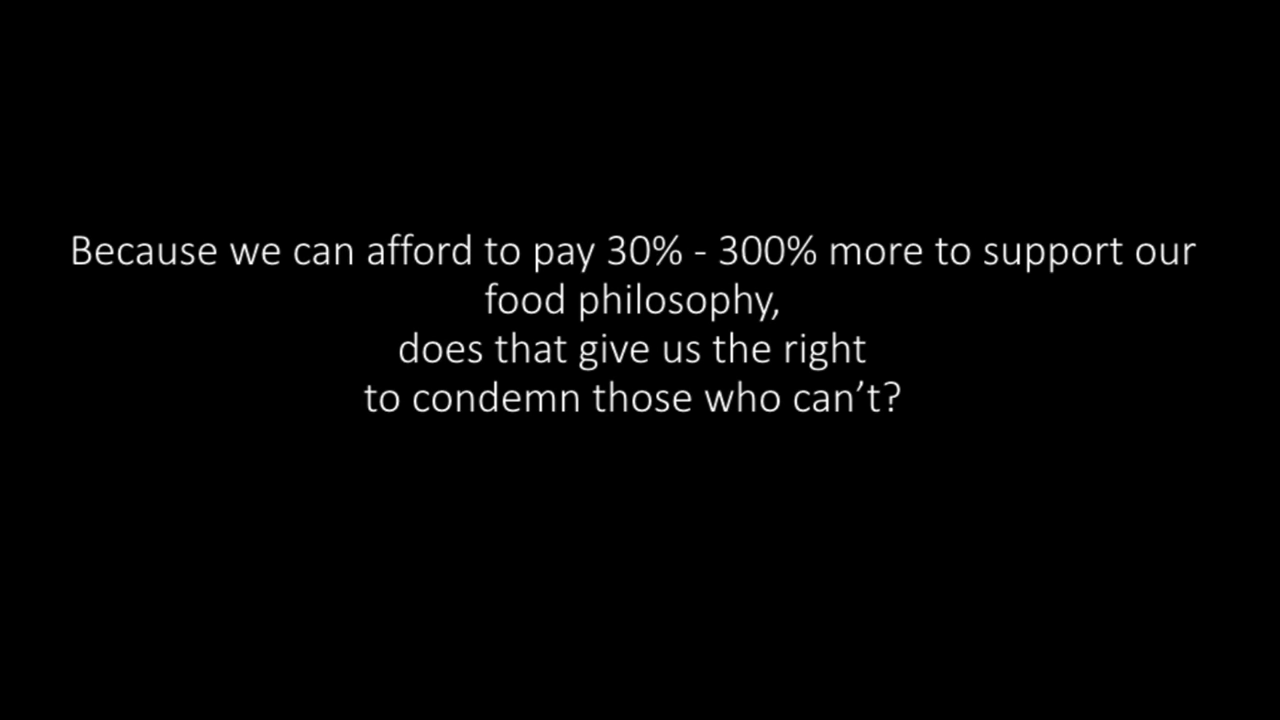 Because we can afford to pay 30% - 300% more to support our
food philosophy,
does that give us the right
to condemn those who can’t?